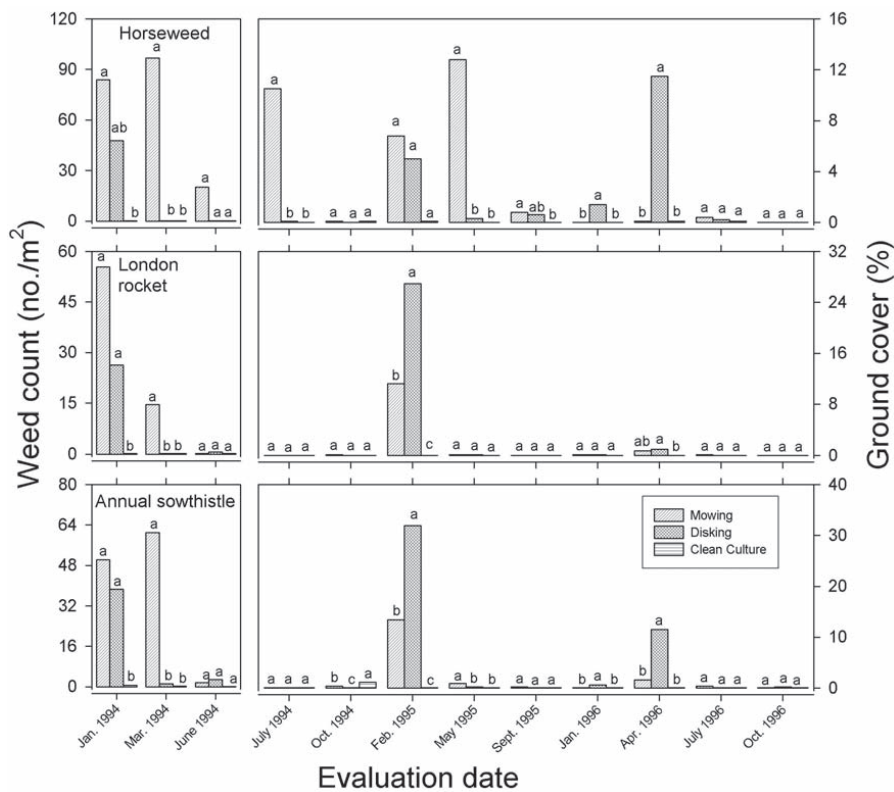 120
90
60
30
0
Horseweed
a
ab
b
a
b b
a
a a
a
b b
a a a
a
a
a
a
b
b
a
ab
b
b
a
b
b
a
b
a a a
a a a
16
12
8
4
0
60
45
30
15
0
London
rocket
a
a
b
a
b b
a a a
a a a
a a a
b
a
c
a a a
a a a
a a a
ab
a
b
a a a
a a a
32
24
16
8
0
80
64
48
32
16
0
Annual sowthistle
a
a
b
a
b b
a
a
a
a a a
b c a
b
a
c
a b b
a a a
b a b
b
a
b
a a a
a a a
Mowing
Disking
Clean Culture
40
30
20
10
0
Weed count (no./m²)
Ground cover (%)
Jan. 1994
Mar. 1994
June 1994
July 1994
Oct. 1994
Feb. 1995
May 1995
Sept. 1995
Jan. 1996
Apr. 1996
July 1996
Oct. 1996
Evaluation date